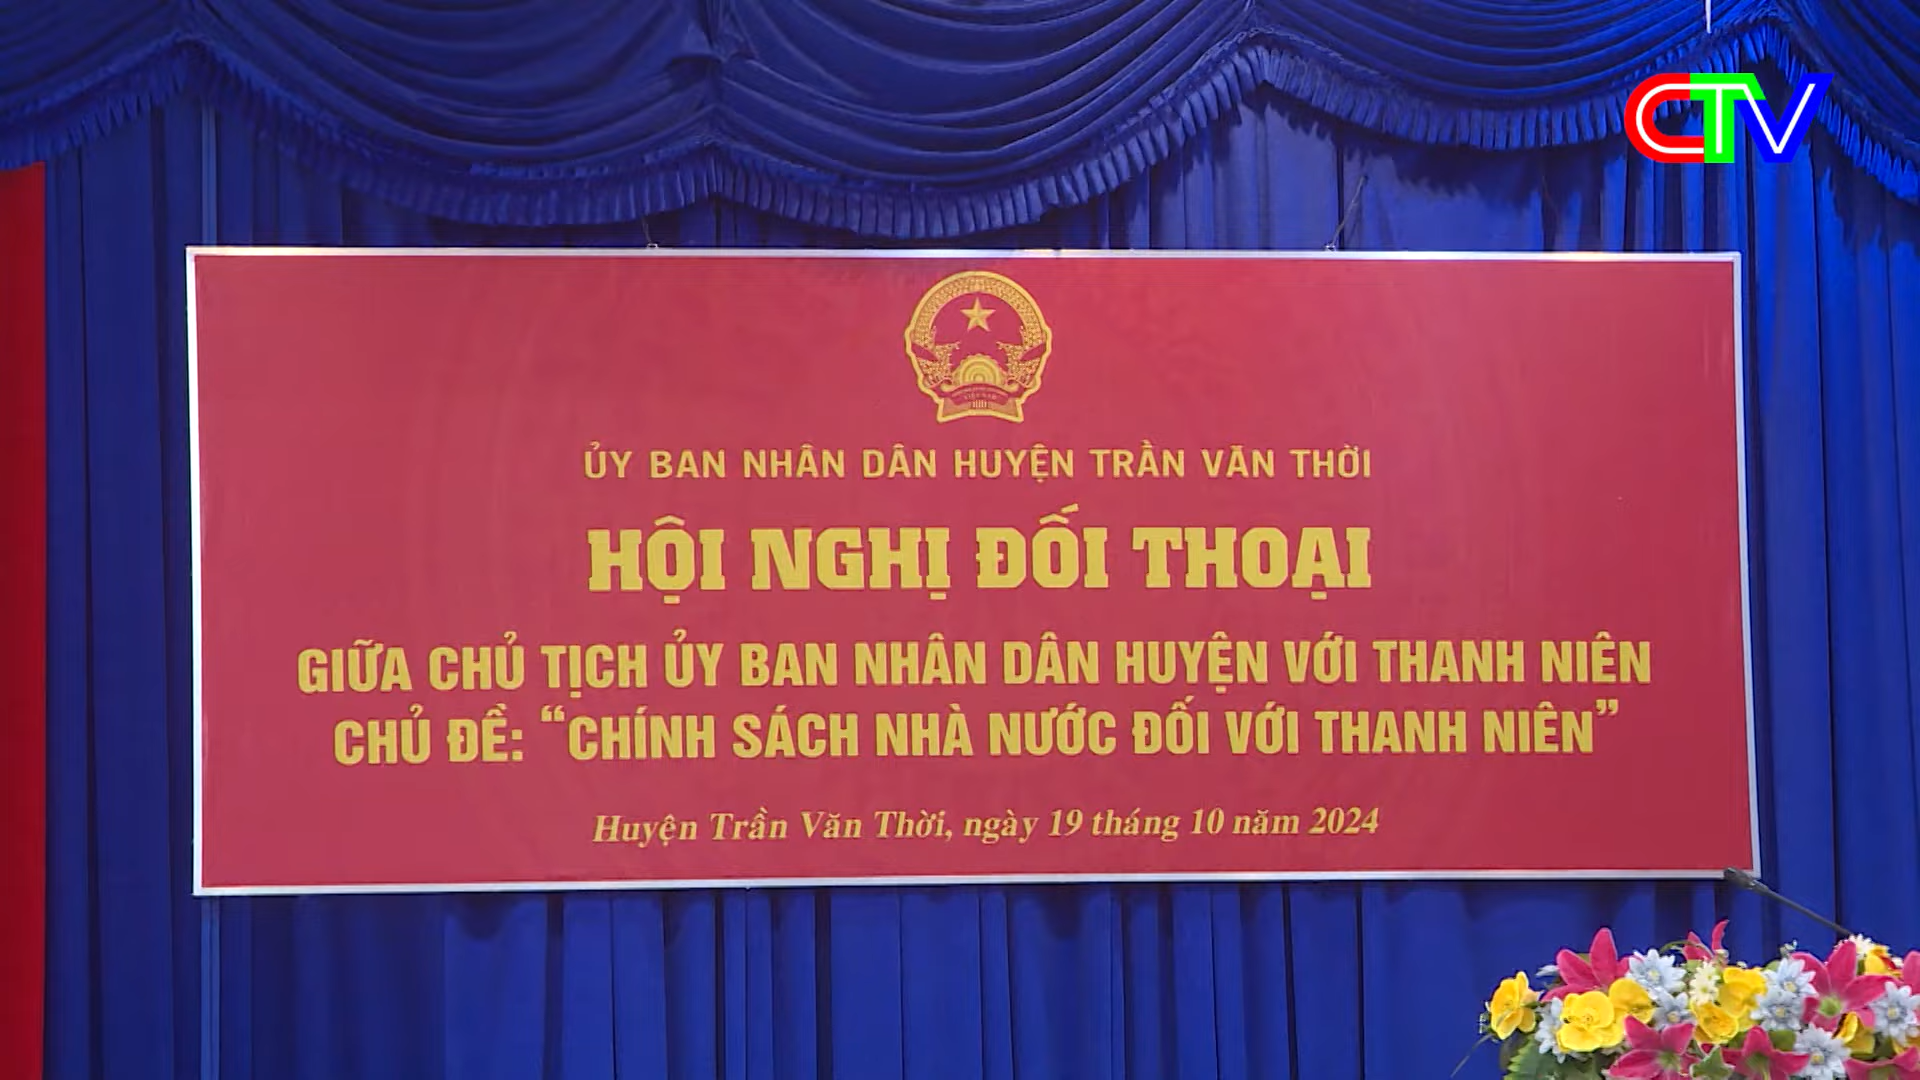 CTV
VIỆT NAM
ỦY BAN NHÂN DÂN HUYỆN TRẦN VĂN THỜI
HỘI NGHỊ ĐỐI THOẠI
GIỮA CHỦ TỊCH ỦY BAN NHÂN DÂN HUYỆN VỚI THANH NIÊN
CHỦ ĐỀ: “CHÍNH SÁCH NHÀ NƯỚC ĐỐI VỚI THANH NIÊN”
Huyện Trần Văn Thời, ngày 19 tháng 10 năm 2024